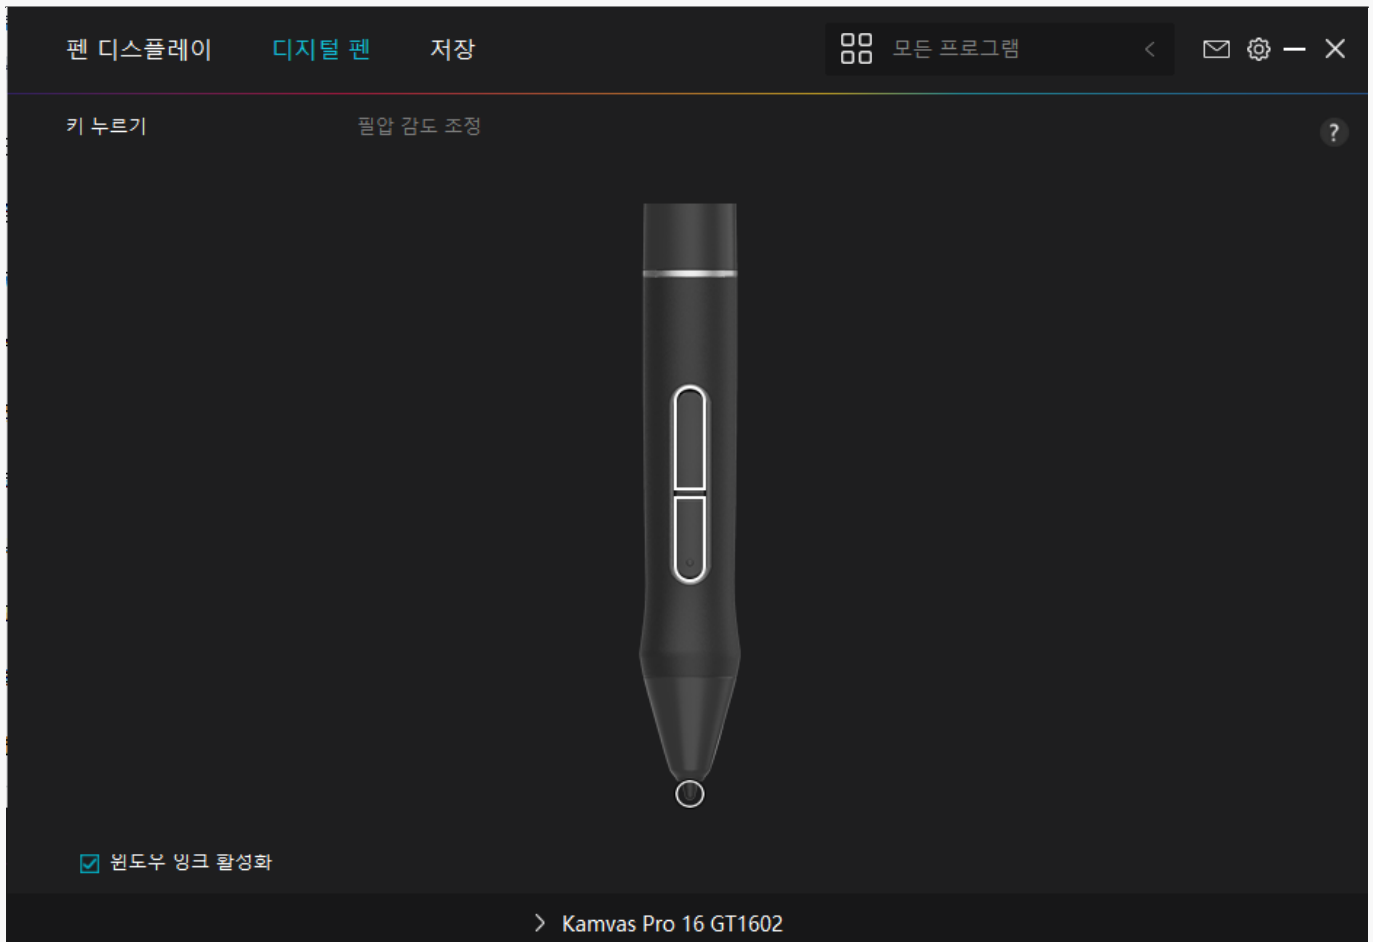 펜 디스플레이 디지털 펜 저장 모든 프로그램
키 누르기 필압 감도 조정 ?
윈도우 잉크 활성화
Kamvas Pro 16 GT1602